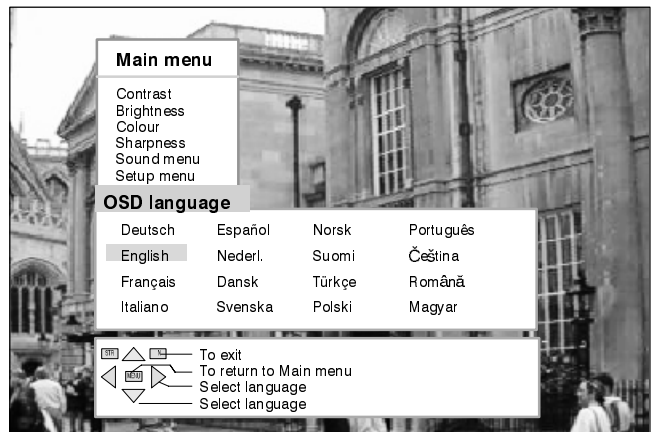 Main menu
Contrast
Brightness
Colour
Sharpness
Sound menu
Setup menu
OSD language
Deutsch Español Norsk Português
English Nederl. Suomi Čeština
Français Dansk Türkçe Română
Italiano Svenska Polski Magyar
STR N To exit
To return to Main menu
MENU Select language
Select language